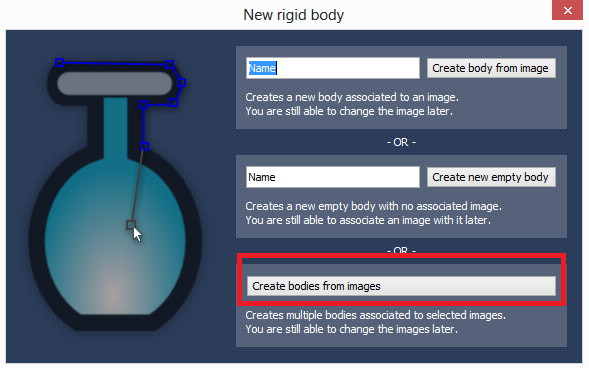 New rigid body
Name
Create body from image
Creates a new body associated to an image.
You are still able to change the image later.
- OR -
Name
Create new empty body
Creates a new empty body with no associated image.
You are still able to associate an image with it later.
- OR -
Create bodies from images
Creates multiple bodies associated to selected images.
You are still able to change the images later.